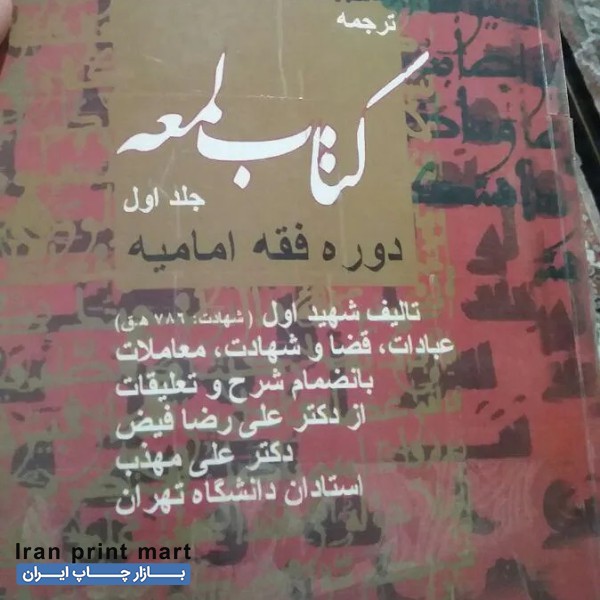 ترجمه
کتاب لمعه
جلد اول
دوره فقه امامیه
تالیف شهید اول (شهادت: ۷۸۶ ه.ق)
عبادات، قضا و شهادت، معاملات
بانضمام شرح و تعلیقات
از دکتر علی رضا فیض
دکتر علی مهذب
استادان دانشگاه تهران
Iran print mart
بازار چاپ ایران